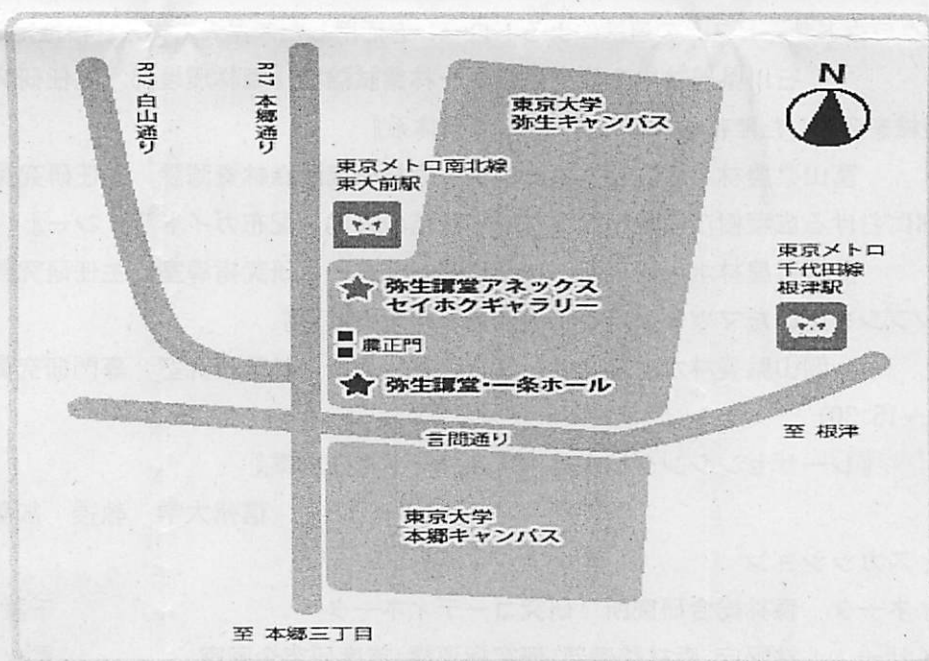 N
R17 白山通り
R17 本郷通り
東京大学
弥生キャンパス
東京メトロ南北線
東大前駅
東京メトロ
千代田線
根津駅
弥生講堂アネックス
セイホクギャラリー
農正門
弥生講堂・一条ホール
言問通り
至 根津
東京大学
本郷キャンパス
至 本郷三丁目